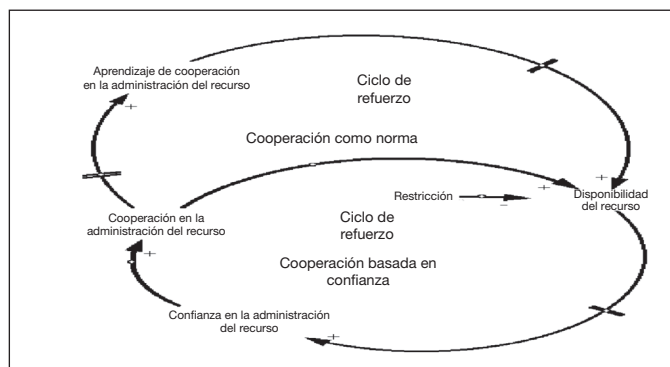 Aprendizaje de cooperación
en la administración del recurso
Ciclo de
refuerzo
Cooperación como norma
Restricción
Disponibilidad
del recurso
Cooperación en la
administración del recurso
Ciclo de
refuerzo
Cooperación basada en
confianza
Confianza en la administración
del recurso